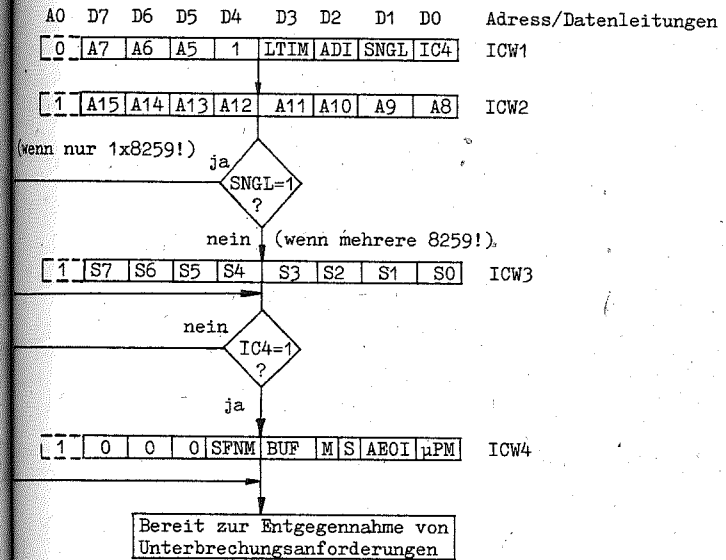 A0 D7 D6 D5 D4 D3 D2 D1 D0 Adress/Datenleitungen
0 A7 A6 A5 1 LTIM ADI SNGL IC4 ICW1
1 A15 A14 A13 A12 A11 A10 A9 A8 ICW2
(wenn nur 1x8259!)
ja
SNGL=1
?
nein (wenn mehrere 8259!)
1 S7 S6 S5 S4 S3 S2 S1 S0 ICW3
nein
IC4=1
?
ja
1 0 0 0 SFNM BUF M S AEOI µPM ICW4
Bereit zur Entgegennahme von
Unterbrechungsanforderungen